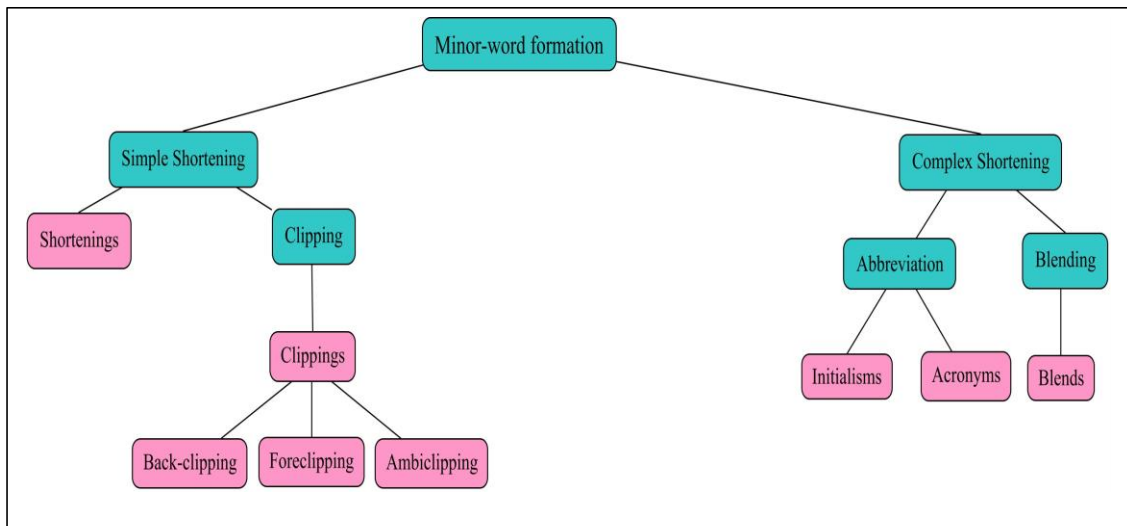 Minor-word formation
Simple Shortening
Complex Shortening
Shortenings
Clipping
Abbreviation
Blending
Clippings
Initialisms
Acronyms
Blends
Back-clipping
Foreclipping
Ambiclipping